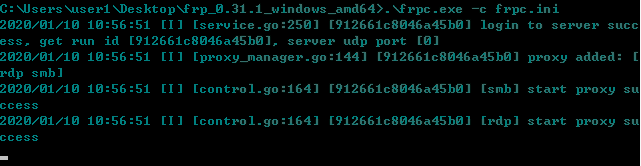 C:\Users\user1\Desktop\frp_0.31.1_windows_amd64>.\frpc.exe -c frpc.ini
2020/01/10 10:56:51 [I] [service.go:250] [912661c8046a45b0] login to server succ
ess, get run id [912661c8046a45b0], server udp port [0]
2020/01/10 10:56:51 [I] [proxy_manager.go:144] [912661c8046a45b0] proxy added: [
rdp smb]
2020/01/10 10:56:51 [I] [control.go:164] [912661c8046a45b0] [smb] start proxy su
ccess
2020/01/10 10:56:51 [I] [control.go:164] [912661c8046a45b0] [rdp] start proxy su
ccess